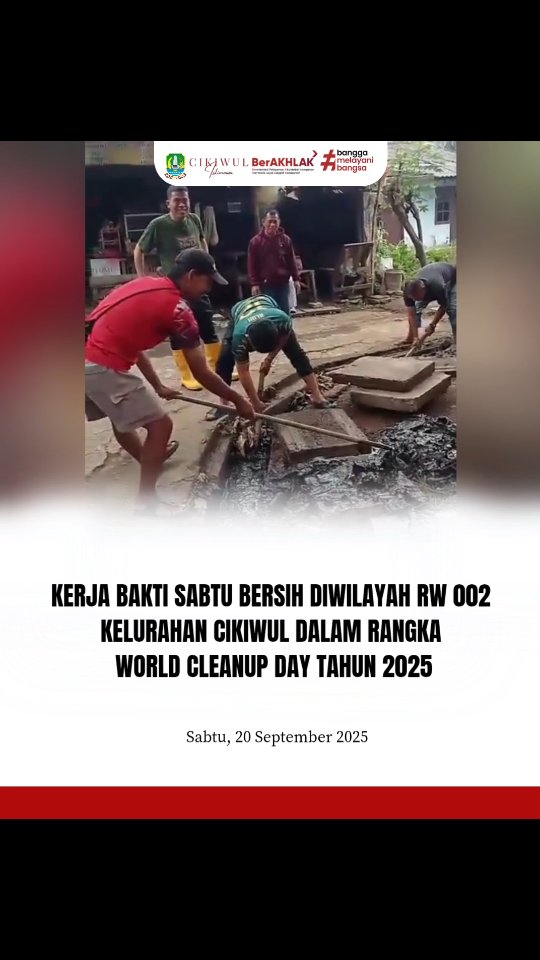 CIKIWUL
BerAKHLAK
#bangga
melayani
bangsa
KERJA BAKTI SABTU BERSIH DIWILAYAH RW 002
KELURAHAN CIKIWUL DALAM RANGKA
WORLD CLEANUP DAY TAHUN 2025
Sabtu, 20 September 2025